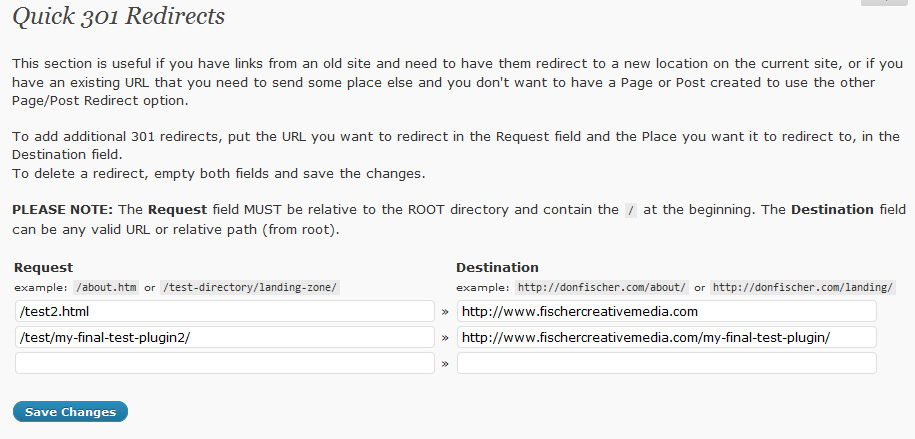 Quick 301 Redirects
This section is useful if you have links from an old site and need to have them redirect to a new location on the current site, or if you
have an existing URL that you need to send some place else and you don't want to have a Page or Post created to use the other
Page/Post Redirect option.
To add additional 301 redirects, put the URL you want to redirect in the Request field and the Place you want it to redirect to, in the
Destination field.
To delete a redirect, empty both fields and save the changes.
PLEASE NOTE: The Request field MUST be relative to the ROOT directory and contain the / at the beginning. The Destination field
can be any valid URL or relative path (from root).
Request Destination
example: /about.htm or /test-directory/landing-zone/ example: http://donfischer.com/about/ or http://donfischer.com/landing/
/test2.html » http://www.fischercreativemedia.com
/test/my-final-test-plugin2/ » http://www.fischercreativemedia.com/my-final-test-plugin/
»
Save Changes